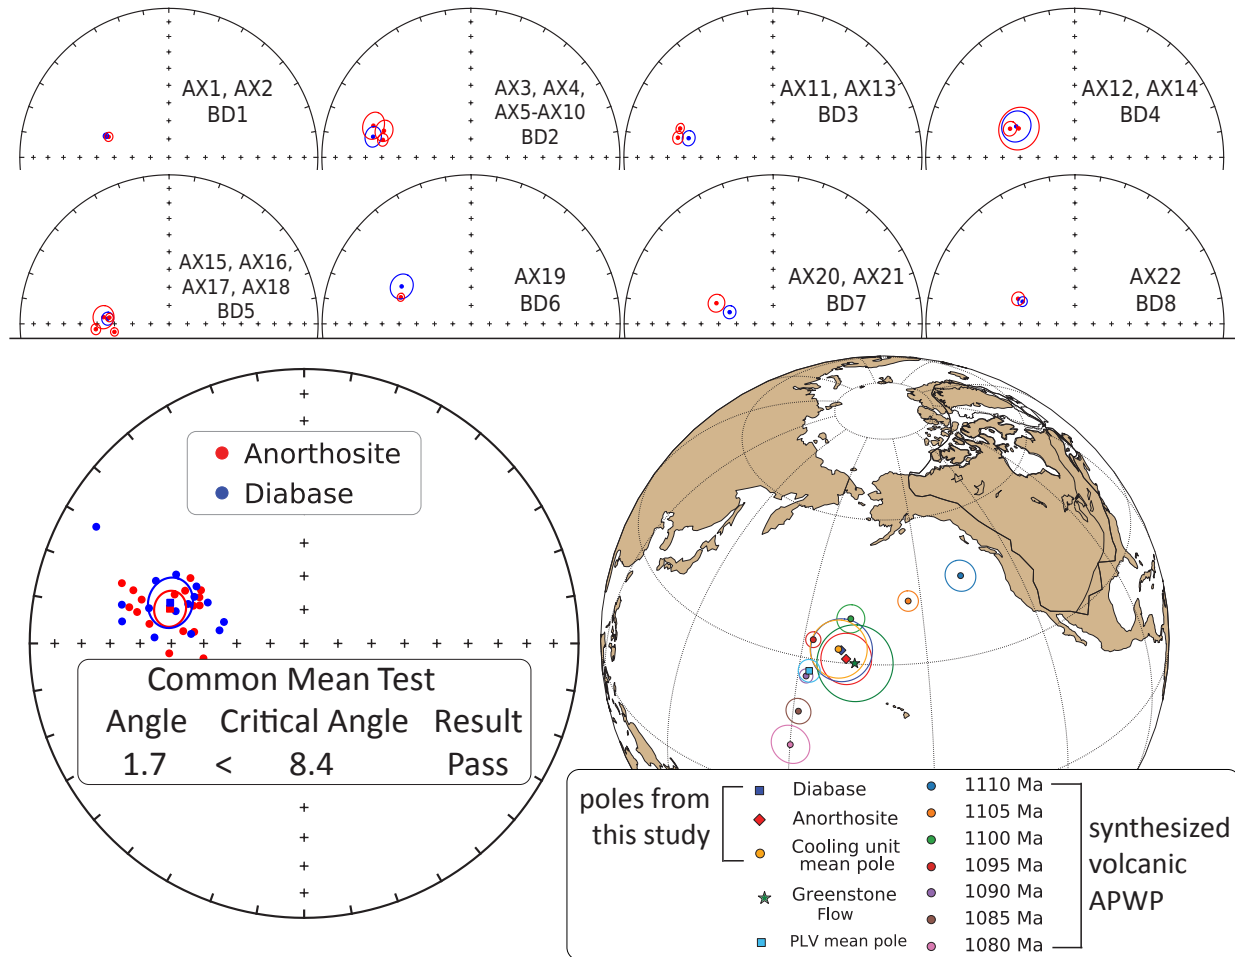 AX1, AX2
BD1
AX3, AX4,
AX5-AX10
BD2
AX11, AX13
BD3
AX12, AX14
BD4
AX15, AX16,
AX17, AX18
BD5
AX19
BD6
AX20, AX21
BD7
AX22
BD8
Anorthosite
Diabase
Common Mean Test
Angle Critical Angle Result
1.7 < 8.4 Pass
poles from
this study
Diabase
Anorthosite
Cooling unit
mean pole
Greenstone
Flow
PLV mean pole
1110 Ma
1105 Ma
1100 Ma
1095 Ma
1090 Ma
1085 Ma
1080 Ma
synthesized
volcanic
APWP